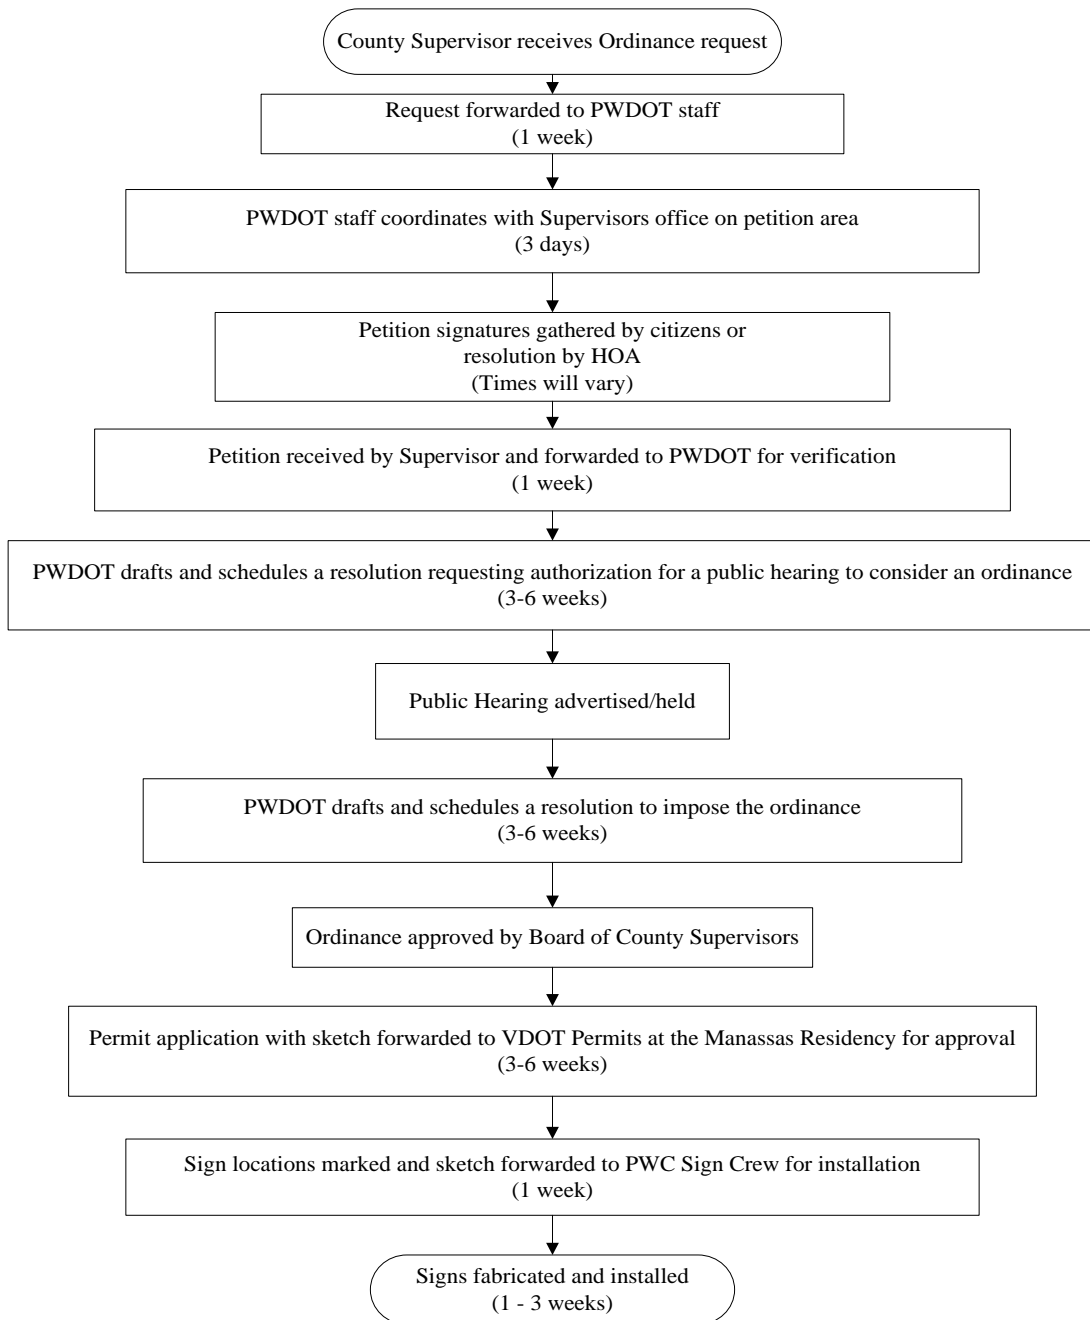 County Supervisor receives Ordinance request
Request forwarded to PWDOT staff
(1 week)
PWDOT staff coordinates with Supervisors office on petition area
(3 days)
Petition signatures gathered by citizens or
resolution by HOA
(Times will vary)
Petition received by Supervisor and forwarded to PWDOT for verification
(1 week)
PWDOT drafts and schedules a resolution requesting authorization for a public hearing to consider an ordinance
(3-6 weeks)
Public Hearing advertised/held
PWDOT drafts and schedules a resolution to impose the ordinance
(3-6 weeks)
Ordinance approved by Board of County Supervisors
Permit application with sketch forwarded to VDOT Permits at the Manassas Residency for approval
(3-6 weeks)
Sign locations marked and sketch forwarded to PWC Sign Crew for installation
(1 week)
Signs fabricated and installed
(1 - 3 weeks)